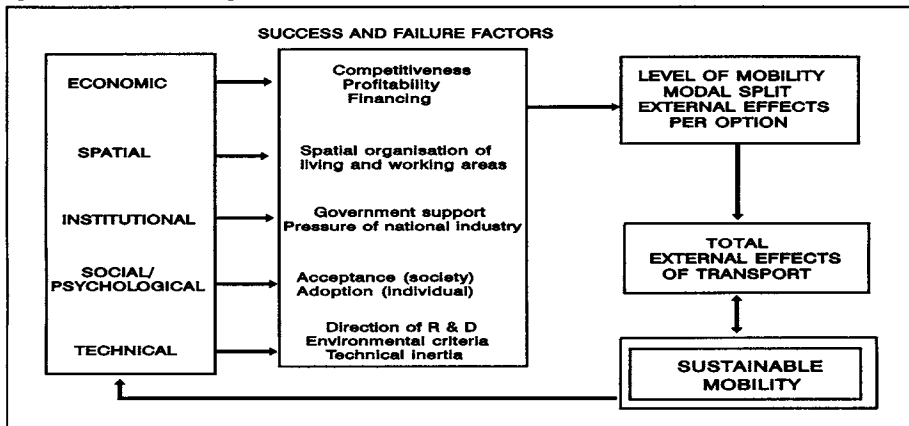 SUCCESS AND FAILURE FACTORS
ECONOMIC
SPATIAL
INSTITUTIONAL
SOCIAL/
PSYCHOLOGICAL
TECHNICAL
Competitiveness
Profitability
Financing
Spatial organisation of
living and working areas
Government support
Pressure of national industry
Acceptance (society)
Adoption (individual)
Direction of R & D
Environmental criteria
Technical inertia
LEVEL OF MOBILITY
MODAL SPLIT
EXTERNAL EFFECTS
PER OPTION
TOTAL
EXTERNAL EFFECTS
OF TRANSPORT
SUSTAINABLE
MOBILITY